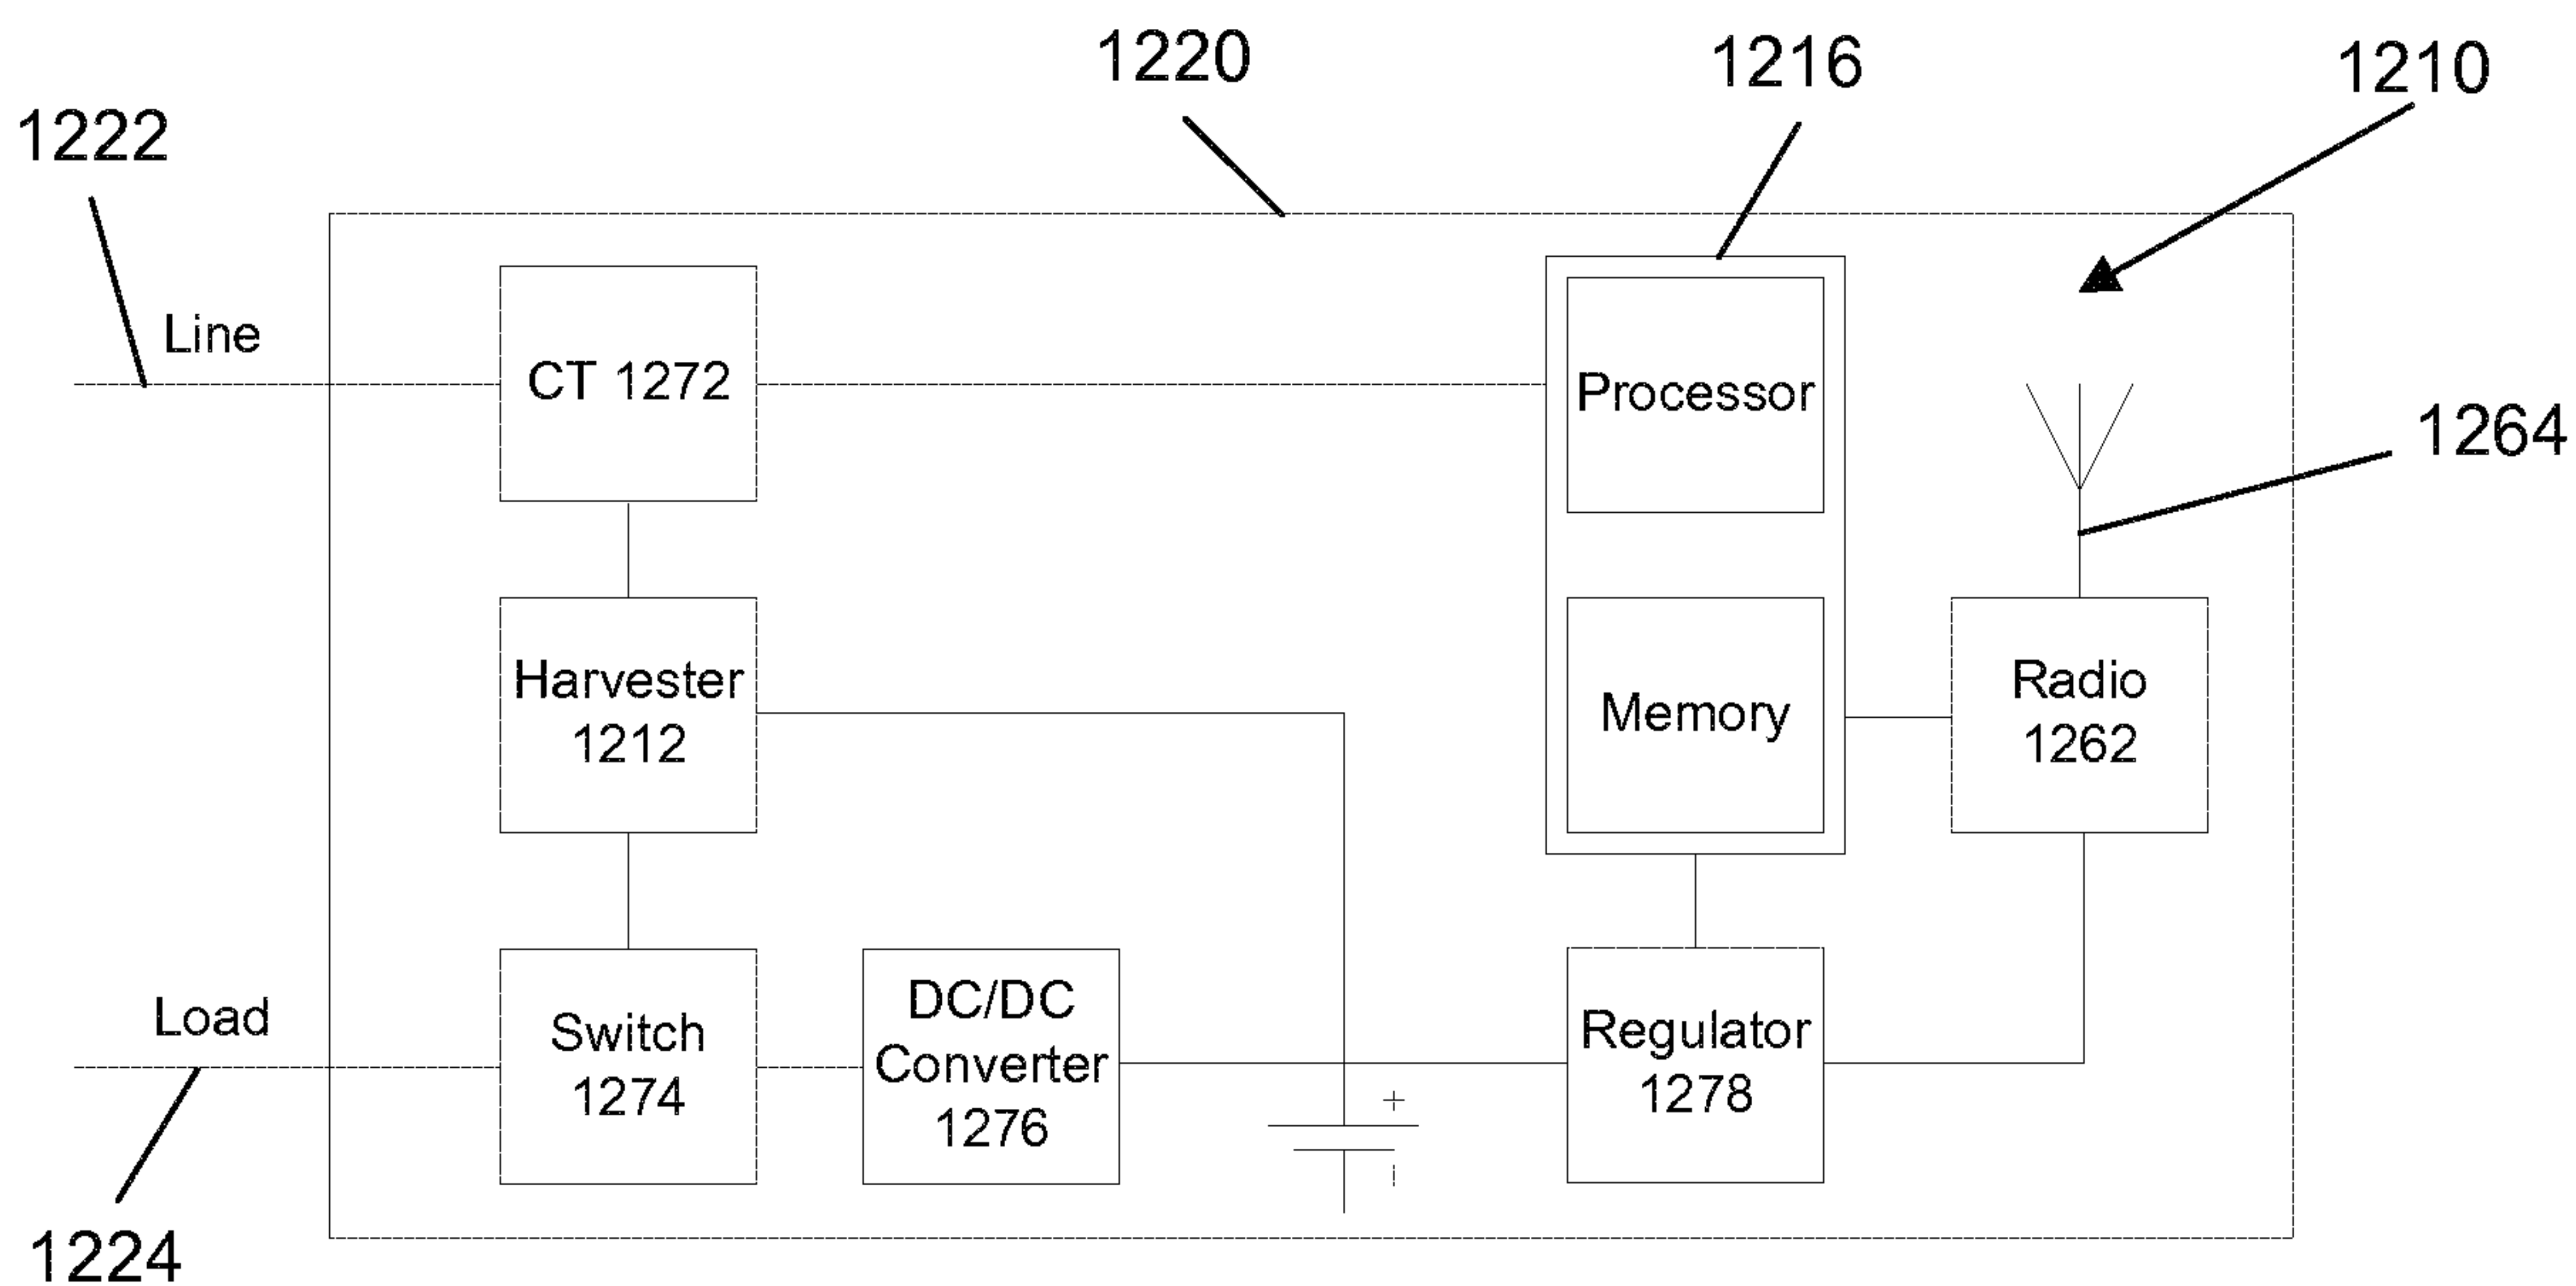 1220
1216
1210
1222
Line
CT 1272
Processor
1264
Harvester
1212
Memory
Radio
1262
Load
Switch
1274
DC/DC
Converter
1276
+
-
Regulator
1278
1224